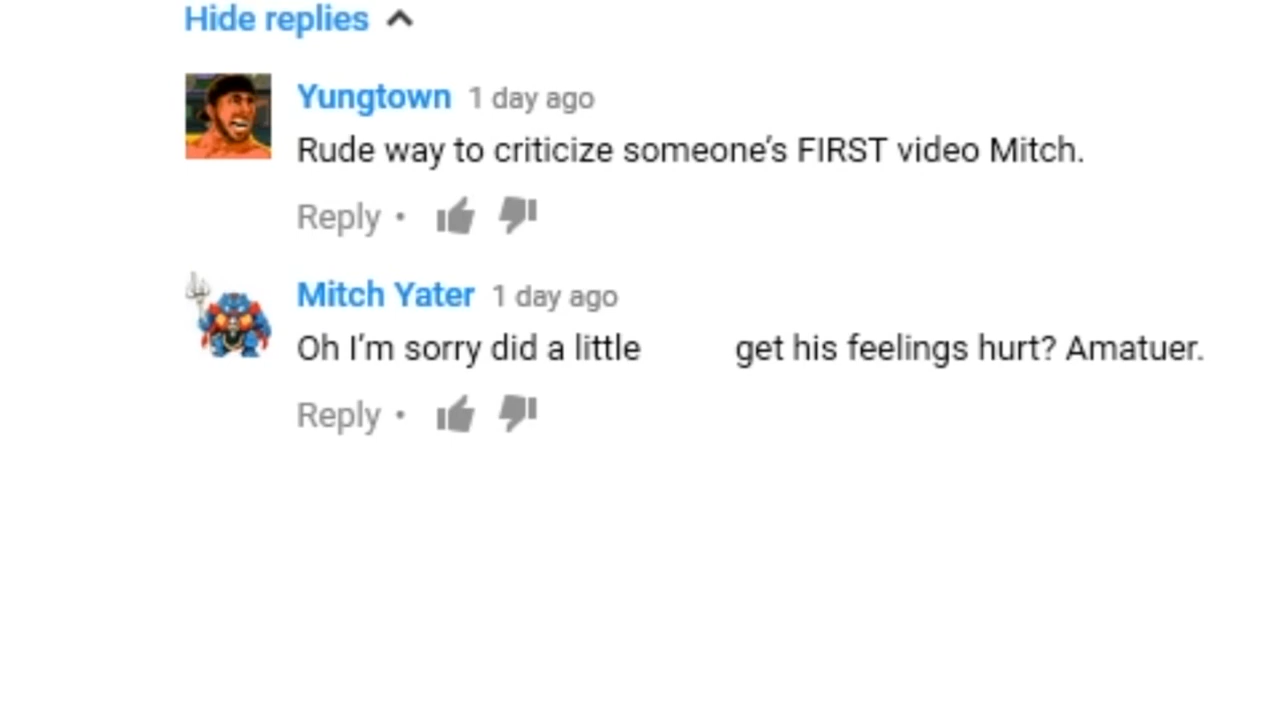 Hide replies
Yungtown 1 day ago
Rude way to criticize someone's FIRST video Mitch.
Reply •
Mitch Yater 1 day ago
Oh I'm sorry did a little get his feelings hurt? Amatuer.
Reply •